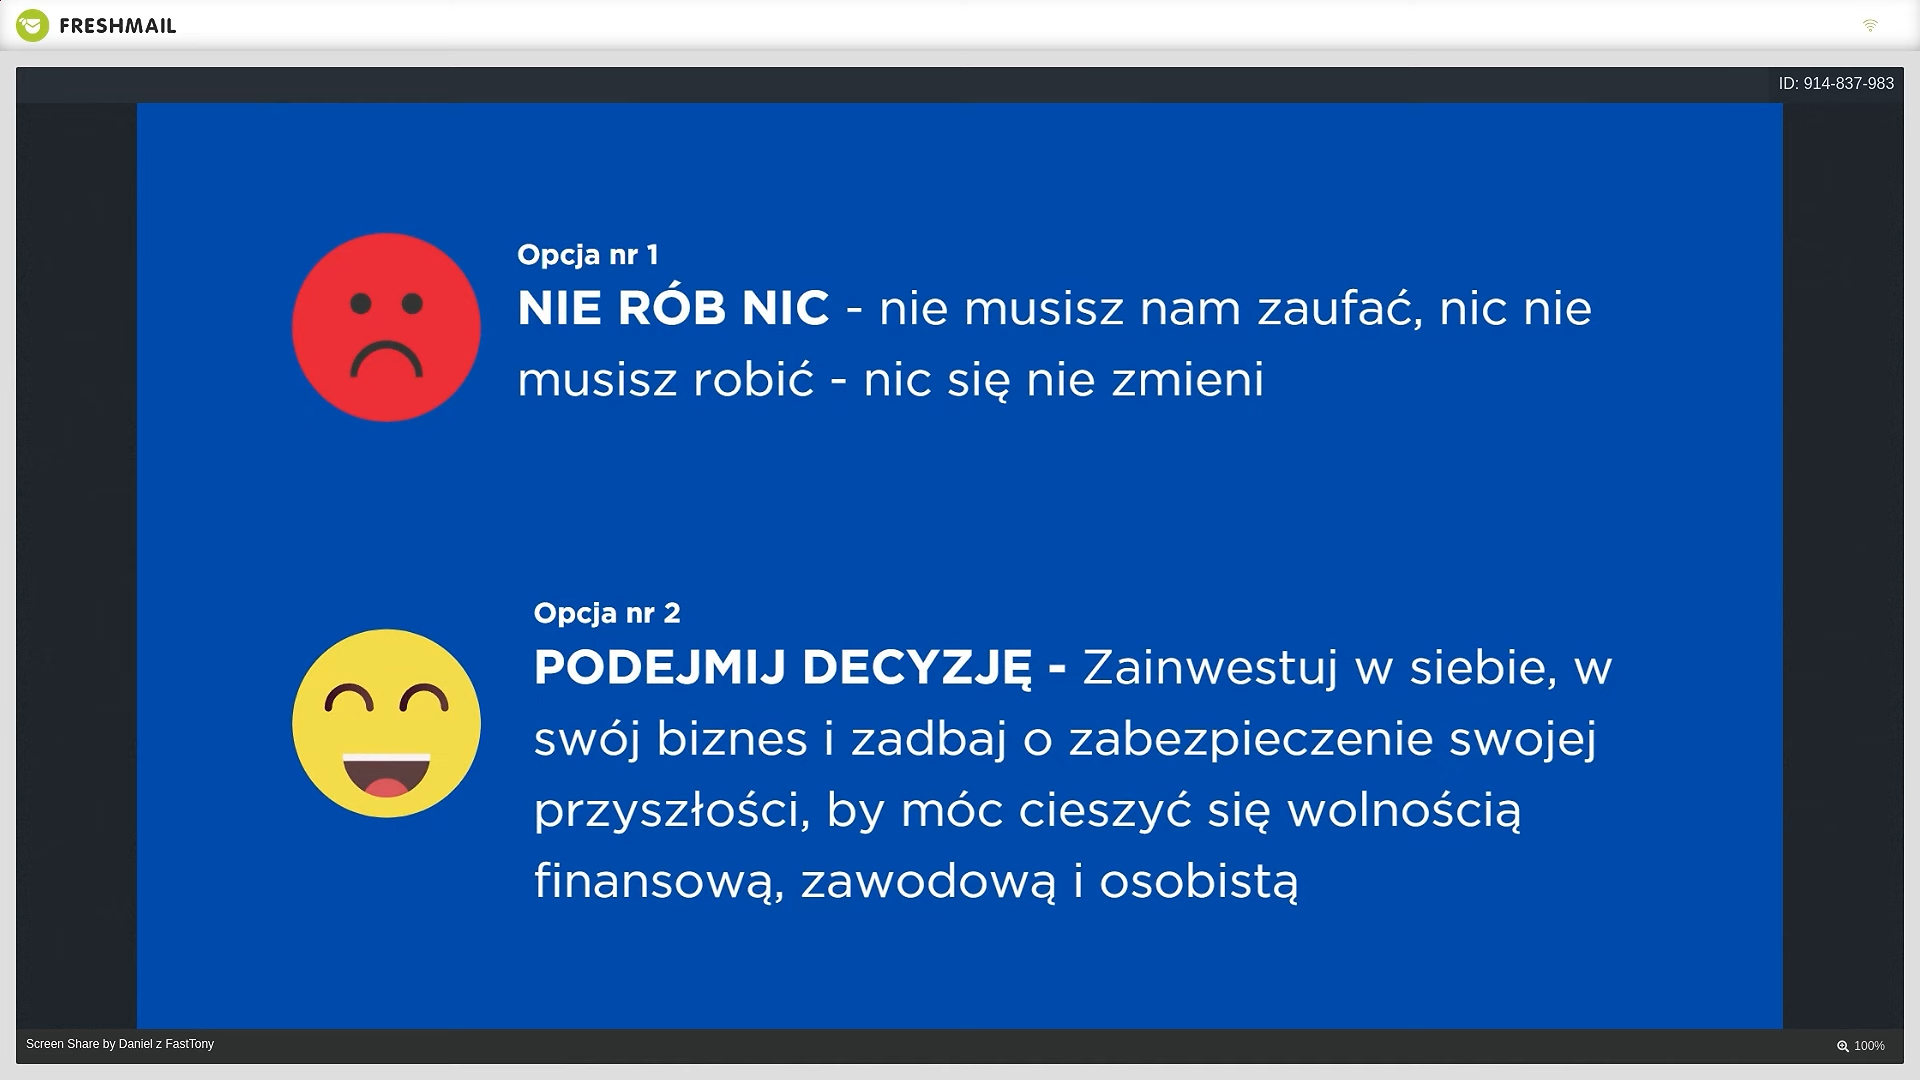 FRESHMAIL
ID: 914-837-983
Opcja nr 1
NIE RÓB NIC - nie musisz nam zaufać, nic nie
musisz robić - nic się nie zmieni
Opcja nr 2
PODEJMIJ DECYZJĘ - Zainwestuj w siebie, w
swój biznes i zadbaj o zabezpieczenie swojej
przyszłości, by móc cieszyć się wolnością
finansową, zawodową i osobistą
Screen Share by Daniel z FastTony
100%